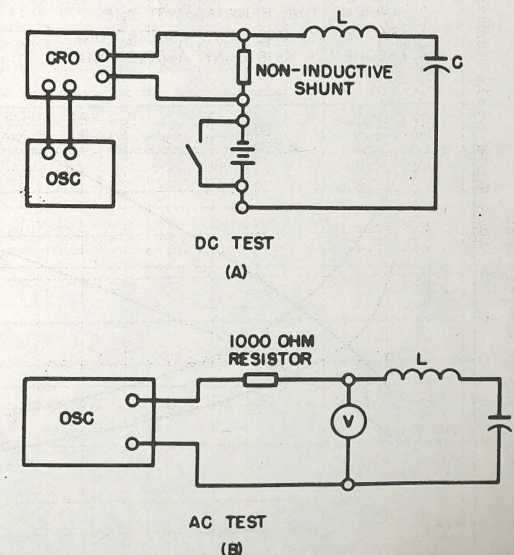 L
CRO
NON-INDUCTIVE
SHUNT
C
OSC
DC TEST
(A)
1000 OHM
RESISTOR
L
OSC
V
AC TEST
(B)